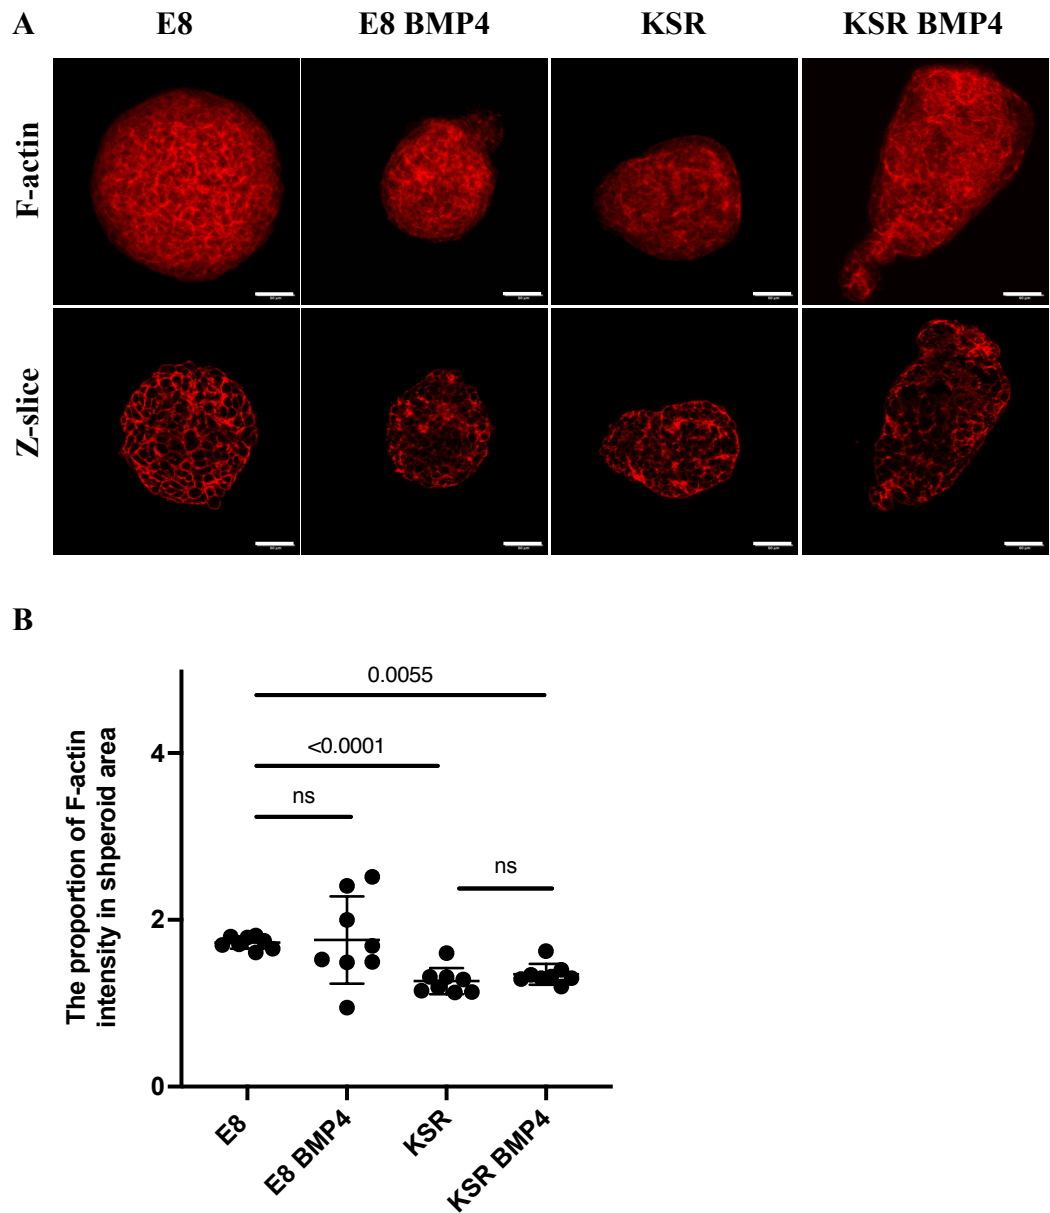 A
E8
E8 BMP4
KSR
KSR BMP4
F-actin
Z-slice
B
The proportion of F-actin
intensity in shperoid area
0.0055
<0.0001
ns
ns
4
2
0
E8
E8 BMP4
KSR
KSR BMP4